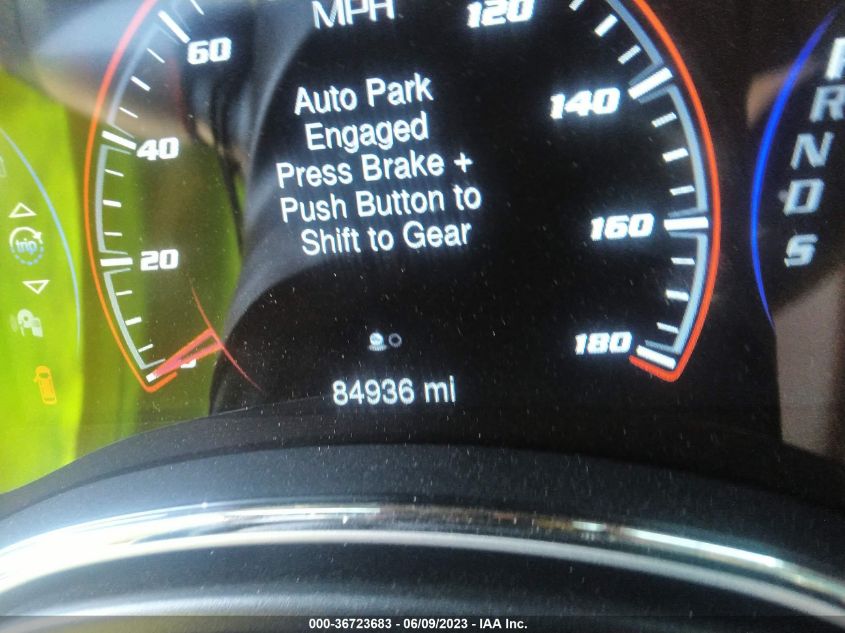 MPH
120
60
Auto Park
Engaged
Press Brake +
Push Button to
Shift to Gear
140
40
160
20
180
84936 mi
trip
R
N
D
S
000-36723683 - 06/09/2023 - IAA Inc.